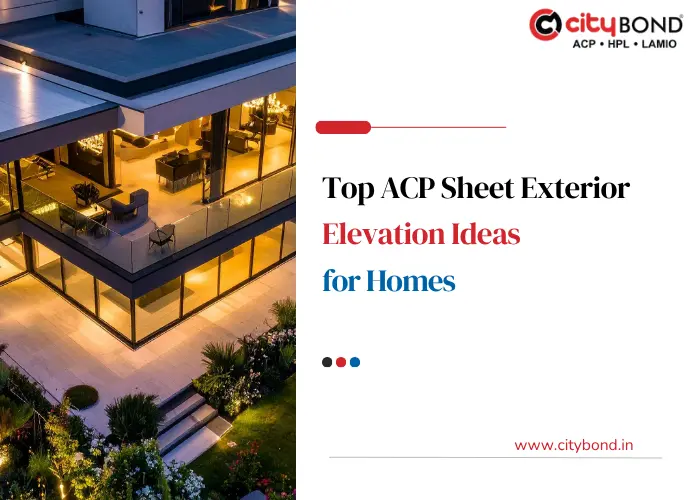 cityBOND®
ACP • HPL • LAMIO
Top ACP Sheet Exterior
Elevation Ideas
for Homes
www.citybond.in